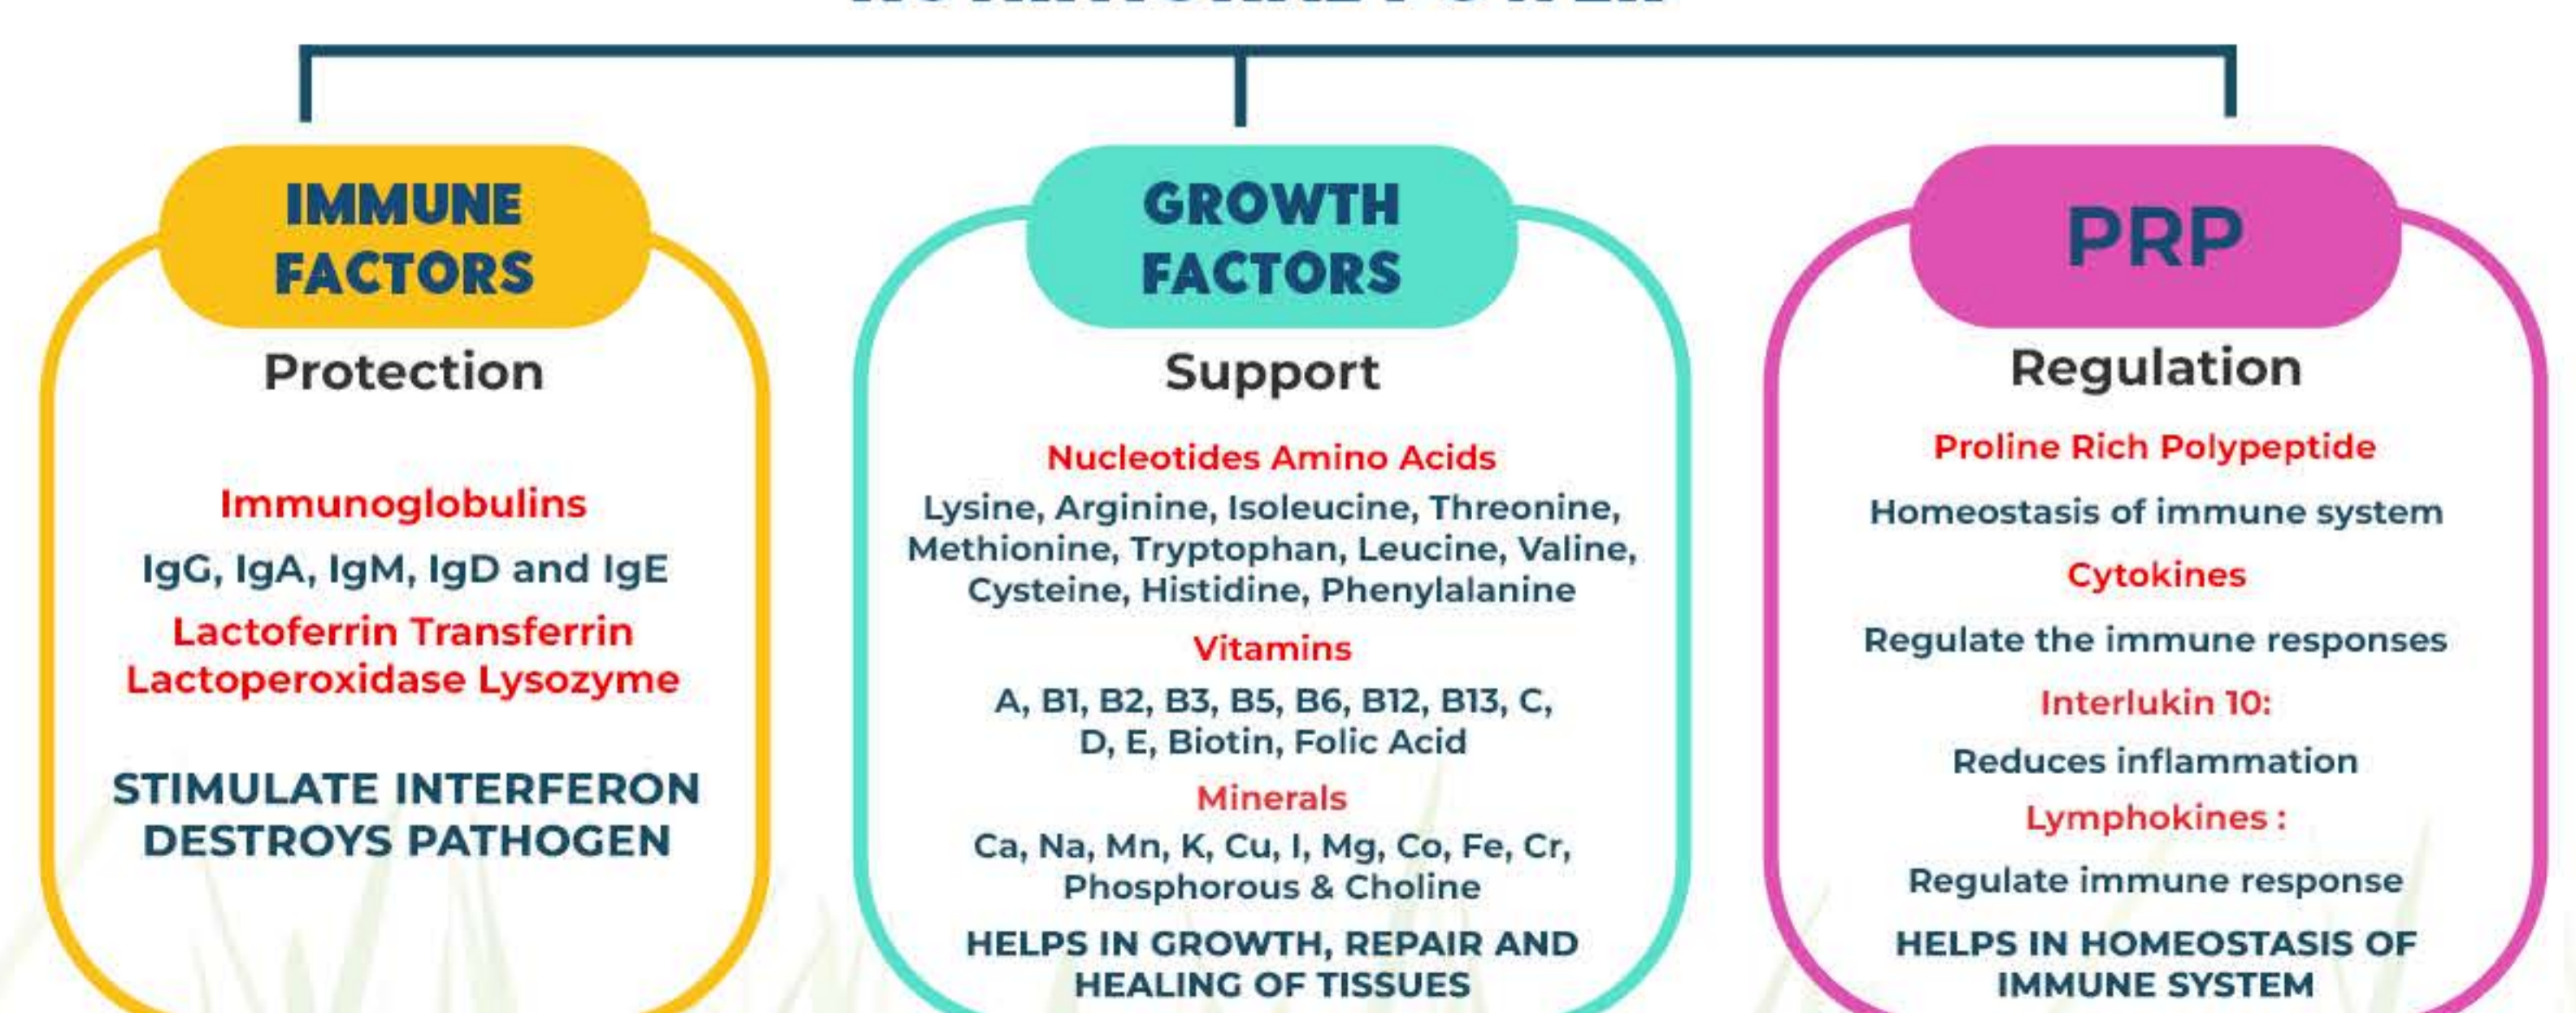 IMMUNE
FACTORS
Protection
Immunoglobulins
IgG, IgA, IgM, IgD and IgE
Lactoferrin Transferrin
Lactoperoxidase Lysozyme
STIMULATE INTERFERON
DESTROYS PATHOGEN
GROWTH
FACTORS
Support
Nucleotides Amino Acids
Lysine, Arginine, Isoleucine, Threonine,
Methionine, Tryptophan, Leucine, Valine,
Cysteine, Histidine, Phenylalanine
Vitamins
A, B1, B2, B3, B5, B6, B12, B13, C,
D, E, Biotin, Folic Acid
Minerals
Ca, Na, Mn, K, Cu, I, Mg, Co, Fe, Cr,
Phosphorous & Choline
HELPS IN GROWTH, REPAIR AND
HEALING OF TISSUES
PRP
Regulation
Proline Rich Polypeptide
Homeostasis of immune system
Cytokines
Regulate the immune responses
Interlukin 10:
Reduces inflammation
Lymphokines :
Regulate immune response
HELPS IN HOMEOSTASIS OF
IMMUNE SYSTEM